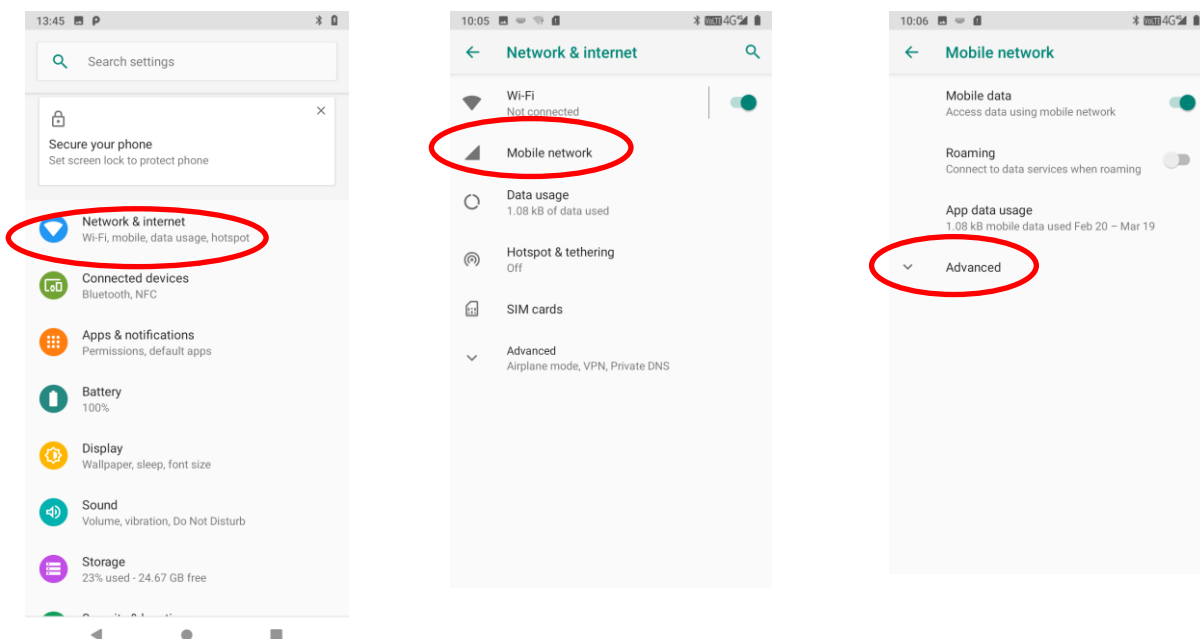 13:45
Search settings
Secure your phone
Set screen lock to protect phone
Network & internet
Wi-Fi, mobile, data usage, hotspot
Connected devices
Bluetooth, NFC
Apps & notifications
Permissions, default apps
Battery
100%
Display
Wallpaper, sleep, font size
Sound
Volume, vibration, Do Not Disturb
Storage
23% used - 24.67 GB free
10:05
4G
Network & internet
Wi-Fi
Not connected
Mobile network
Data usage
1.08 kB of data used
Hotspot & tethering
Off
SIM cards
Advanced
Airplane mode, VPN, Private DNS
10:06
4G
Mobile network
Mobile data
Access data using mobile network
Roaming
Connect to data services when roaming
App data usage
1.08 kB mobile data used Feb 20 – Mar 19
Advanced